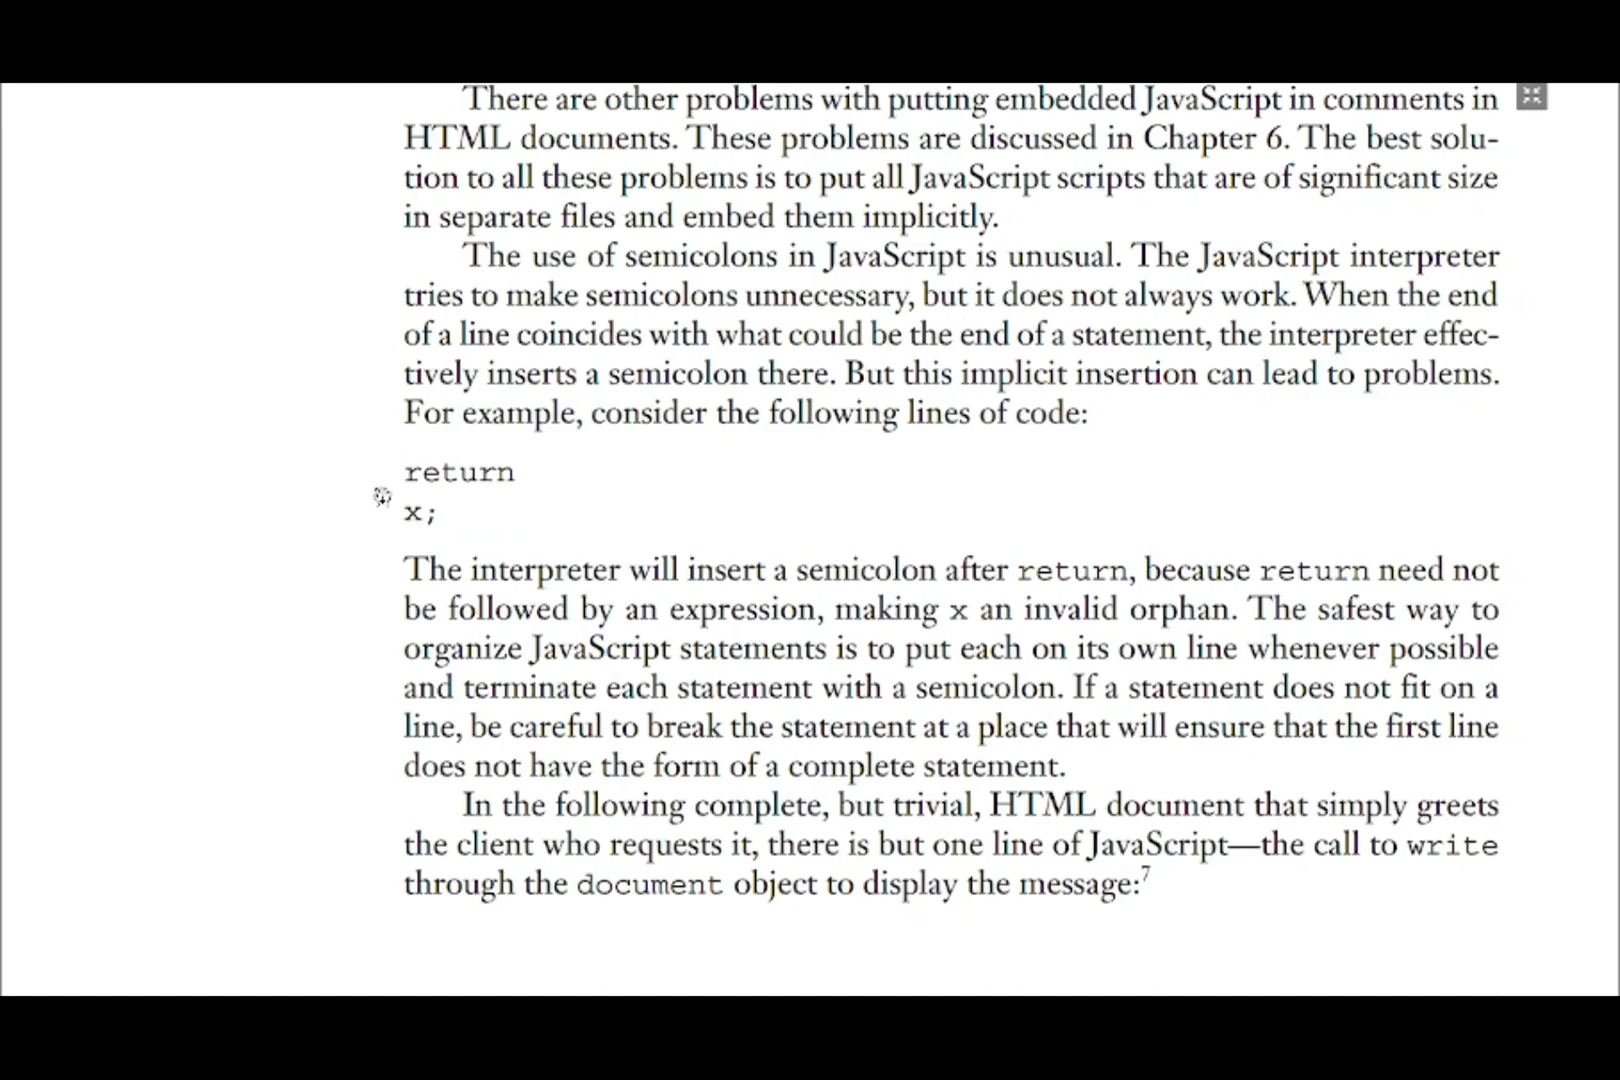 There are other problems with putting embedded JavaScript in comments in
HTML documents. These problems are discussed in Chapter 6. The best solu-
tion to all these problems is to put all JavaScript scripts that are of significant size
in separate files and embed them implicitly.
The use of semicolons in JavaScript is unusual. The JavaScript interpreter
tries to make semicolons unnecessary, but it does not always work. When the end
of a line coincides with what could be the end of a statement, the interpreter effec-
tively inserts a semicolon there. But this implicit insertion can lead to problems.
For example, consider the following lines of code:
return
x;
The interpreter will insert a semicolon after return, because return need not
be followed by an expression, making x an invalid orphan. The safest way to
organize JavaScript statements is to put each on its own line whenever possible
and terminate each statement with a semicolon. If a statement does not fit on a
line, be careful to break the statement at a place that will ensure that the first line
does not have the form of a complete statement.
In the following complete, but trivial, HTML document that simply greets
the client who requests it, there is but one line of JavaScript—the call to write
through the document object to display the message:7